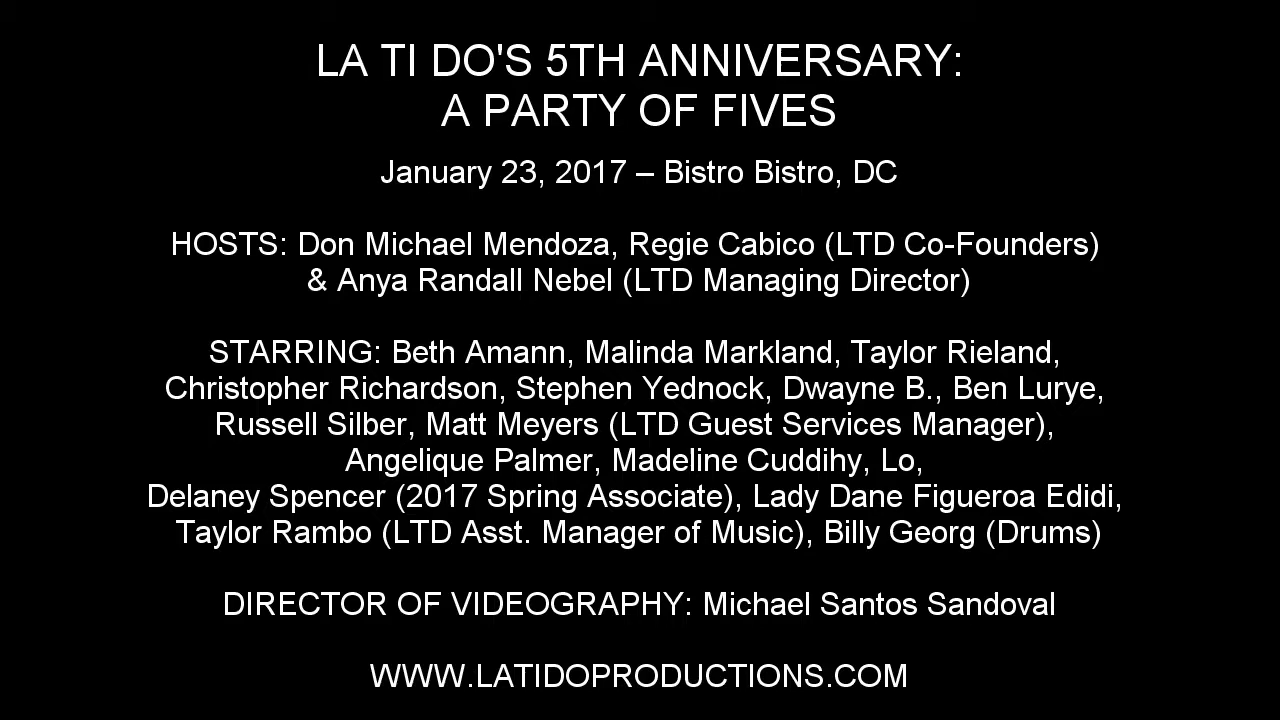 LA TI DO'S 5TH ANNIVERSARY:
A PARTY OF FIVES
January 23, 2017 – Bistro Bistro, DC
HOSTS: Don Michael Mendoza, Regie Cabico (LTD Co-Founders)
& Anya Randall Nebel (LTD Managing Director)
STARRING: Beth Amann, Malinda Markland, Taylor Rieland,
Christopher Richardson, Stephen Yednock, Dwayne B., Ben Lurye,
Russell Silber, Matt Meyers (LTD Guest Services Manager),
Angelique Palmer, Madeline Cuddihy, Lo,
Delaney Spencer (2017 Spring Associate), Lady Dane Figueroa Edidi,
Taylor Rambo (LTD Asst. Manager of Music), Billy Georg (Drums)
DIRECTOR OF VIDEOGRAPHY: Michael Santos Sandoval
WWW.LATIDOPRODUCTIONS.COM